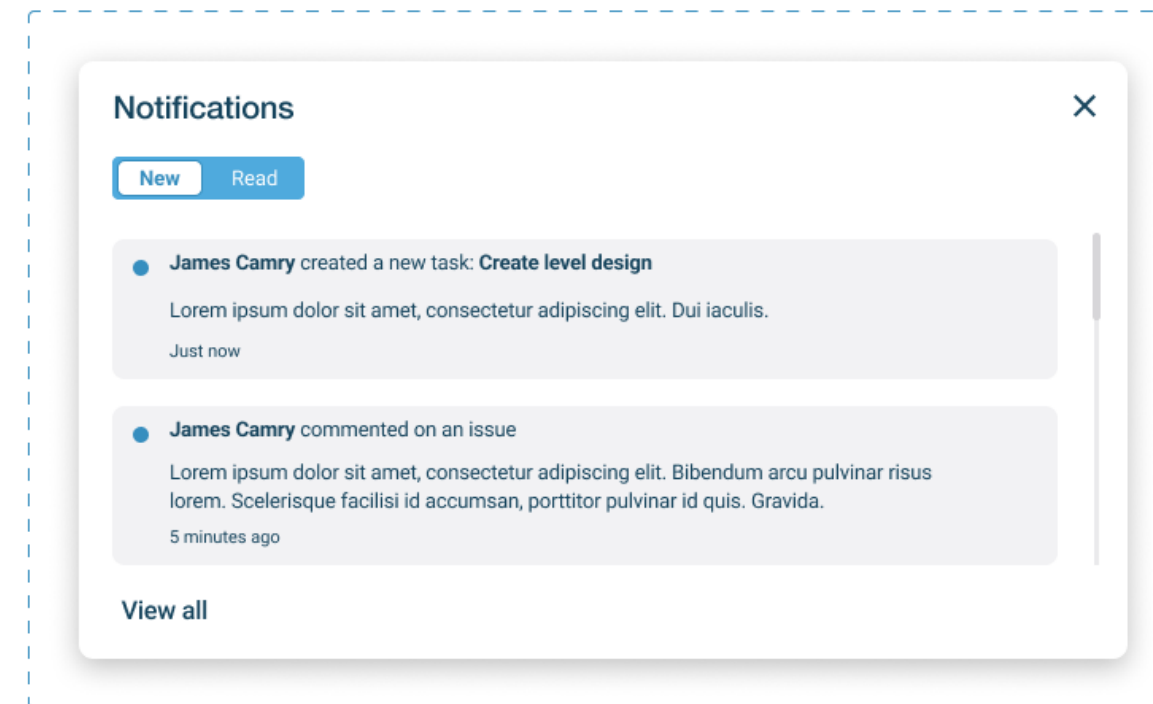 Notifications
New
Read
James Camry created a new task: Create level design
Lorem ipsum dolor sit amet, consectetur adipiscing elit. Dui iaculis.
Just now
James Camry commented on an issue
Lorem ipsum dolor sit amet, consectetur adipiscing elit. Bibendum arcu pulvinar risus
lorem. Scelerisque facilisi id accumsan, porttitor pulvinar id quis. Gravida.
5 minutes ago
View all